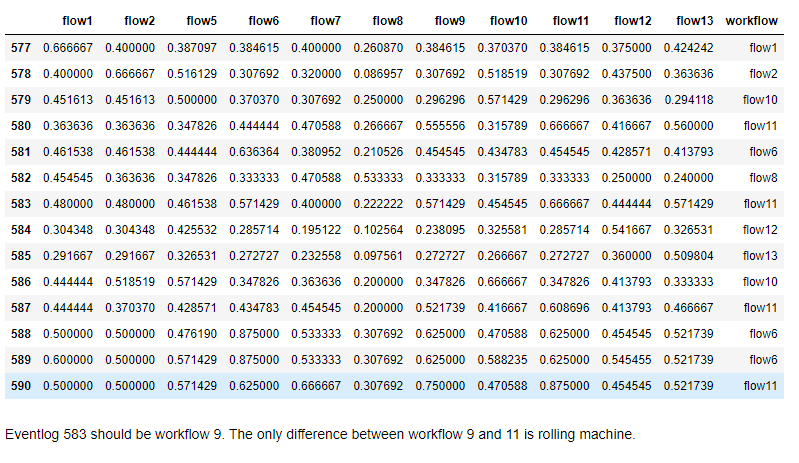 flow1 flow2 flow5 flow6 flow7 flow8 flow9 flow10 flow11 flow12 flow13 workflow
577 0.666667 0.400000 0.387097 0.384615 0.400000 0.260870 0.384615 0.370370 0.384615 0.375000 0.424242 flow1
578 0.400000 0.666667 0.516129 0.307692 0.320000 0.086957 0.307692 0.518519 0.307692 0.437500 0.363636 flow2
579 0.451613 0.451613 0.500000 0.370370 0.307692 0.250000 0.296296 0.571429 0.296296 0.363636 0.294118 flow10
580 0.363636 0.363636 0.347826 0.444444 0.470588 0.266667 0.555556 0.315789 0.666667 0.416667 0.560000 flow11
581 0.461538 0.461538 0.444444 0.636364 0.380952 0.210526 0.454545 0.434783 0.454545 0.428571 0.413793 flow6
582 0.454545 0.363636 0.347826 0.333333 0.470588 0.533333 0.333333 0.315789 0.333333 0.250000 0.240000 flow8
583 0.480000 0.480000 0.461538 0.571429 0.400000 0.222222 0.571429 0.454545 0.666667 0.444444 0.571429 flow11
584 0.304348 0.304348 0.425532 0.285714 0.195122 0.102564 0.238095 0.325581 0.285714 0.541667 0.326531 flow12
585 0.291667 0.291667 0.326531 0.272727 0.232558 0.097561 0.272727 0.266667 0.272727 0.360000 0.509804 flow13
586 0.444444 0.518519 0.571429 0.347826 0.363636 0.200000 0.347826 0.666667 0.347826 0.413793 0.333333 flow10
587 0.444444 0.370370 0.428571 0.434783 0.454545 0.200000 0.521739 0.416667 0.608696 0.413793 0.466667 flow11
588 0.500000 0.500000 0.476190 0.875000 0.533333 0.307692 0.625000 0.470588 0.625000 0.454545 0.521739 flow6
589 0.600000 0.500000 0.571429 0.875000 0.533333 0.307692 0.625000 0.588235 0.625000 0.545455 0.521739 flow6
590 0.500000 0.500000 0.571429 0.625000 0.666667 0.307692 0.750000 0.470588 0.875000 0.454545 0.521739 flow11
Eventlog 583 should be workflow 9. The only difference between workflow 9 and 11 is rolling machine.